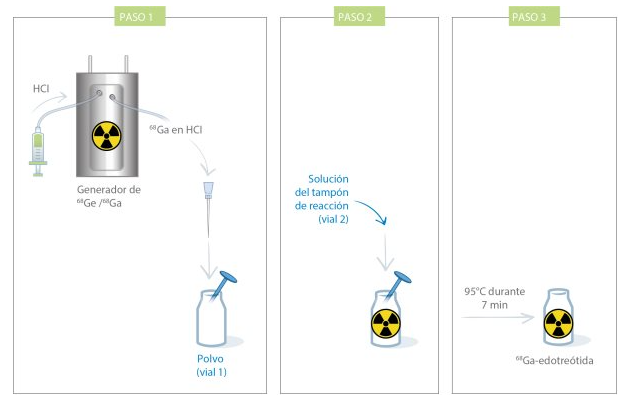 PASO 1
HCl
⁶⁸Ga en HCl
Generador de
⁶⁸Ge /⁶⁸Ga
Polvo
(vial 1)
PASO 2
Solución
del tampón
de reacción
(vial 2)
PASO 3
95°C durante
7 min
⁶⁸Ga-edotreótida